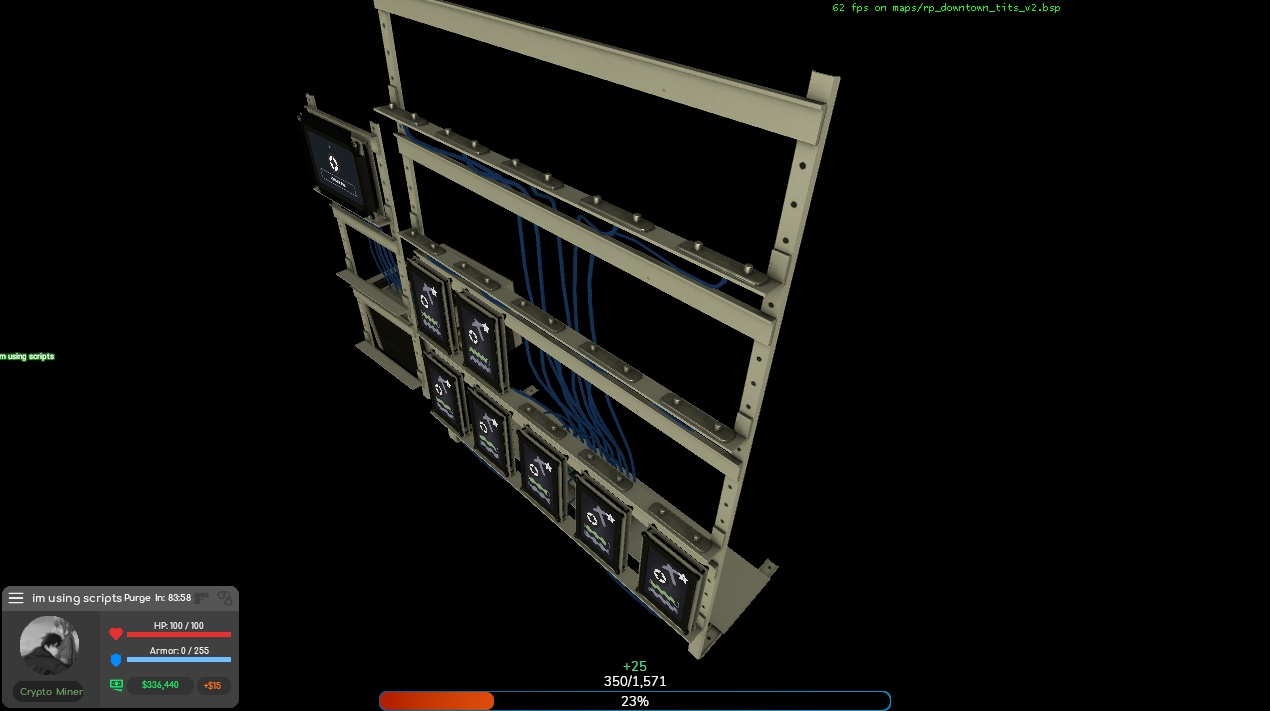 62 fps on maps/rp_downtown_tits_v2.bsp
m using scripts
im using scripts Purge In: 83:58
HP: 100 / 100
Armor: 0 / 255
Crypto Miner
$336,440 +$15
+25
350/1,571
23%